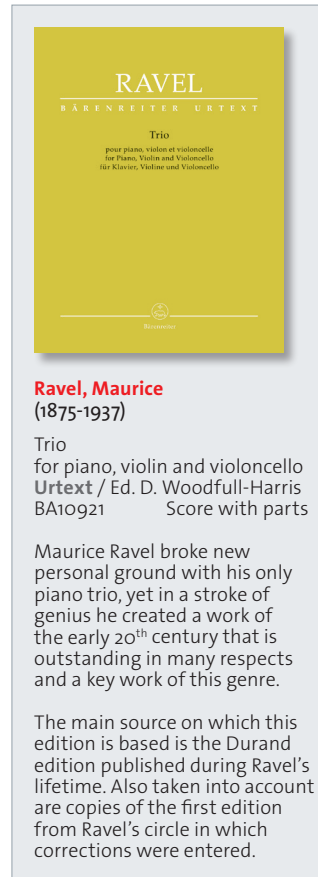 RAVEL
BÄRENREITER URTEXT
Trio
pour piano, violon et violoncelle
for Piano, Violin and Violoncello
für Klavier, Violine und Violoncello
Bärenreiter
Ravel, Maurice
(1875-1937)
Trio
for piano, violin and violoncello
Urtext / Ed. D. Woodfull-Harris
BA10921 Score with parts
Maurice Ravel broke new
personal ground with his only
piano trio, yet in a stroke of
genius he created a work of
the early 20th century that is
outstanding in many respects
and a key work of this genre.
The main source on which this
edition is based is the Durand
edition published during Ravel’s
lifetime. Also taken into account
are copies of the first edition
from Ravel’s circle in which
corrections were entered.